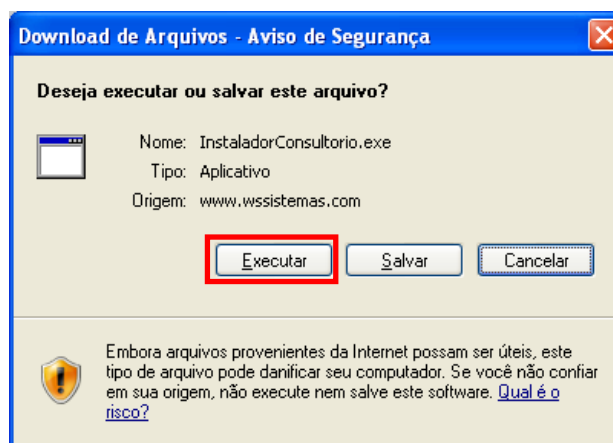 Download de Arquivos - Aviso de Segurança
Deseja executar ou salvar este arquivo?
Nome: InstaladorConsultorio.exe
Tipo: Aplicativo
Origem: www.wssistemas.com
Executar Salvar Cancelar
Embora arquivos provenientes da Internet possam ser úteis, este
tipo de arquivo pode danificar seu computador. Se você não confiar
em sua origem, não execute nem salve este software. Qual é o
risco?